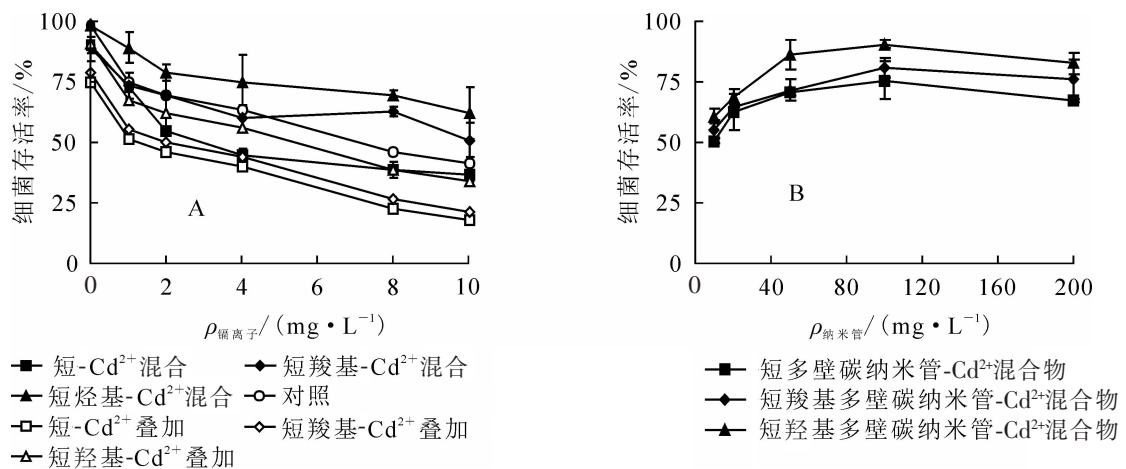 100
75
50
25
0
细菌存活率/%
A
0 2 4 6 8 10
ρ镉离子/(mg·L⁻¹)
短-Cd²⁺混合
短羧基-Cd²⁺混合
短烃基-Cd²⁺混合
对照
短-Cd²⁺叠加
短羧基-Cd²⁺叠加
短羟基-Cd²⁺叠加
100
75
50
25
0
细菌存活率/%
B
0 40 80 120 160 200
ρ纳米管/(mg·L⁻¹)
短多壁碳纳米管-Cd²⁺混合物
短羧基多壁碳纳米管-Cd²⁺混合物
短羟基多壁碳纳米管-Cd²⁺混合物